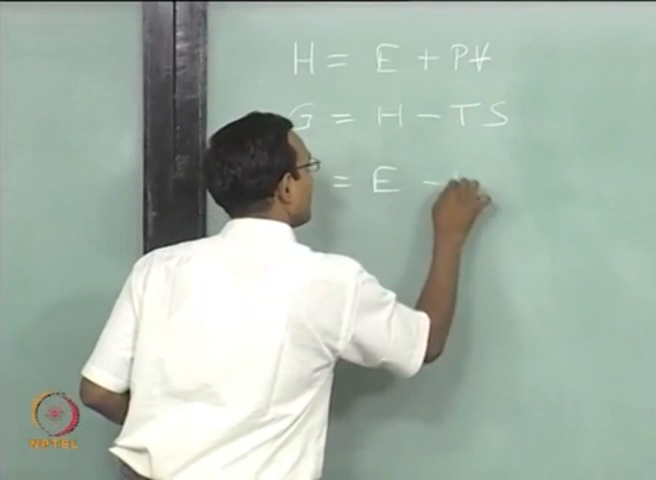 H = E + PV
G = H - TS
= E -
NPTEL